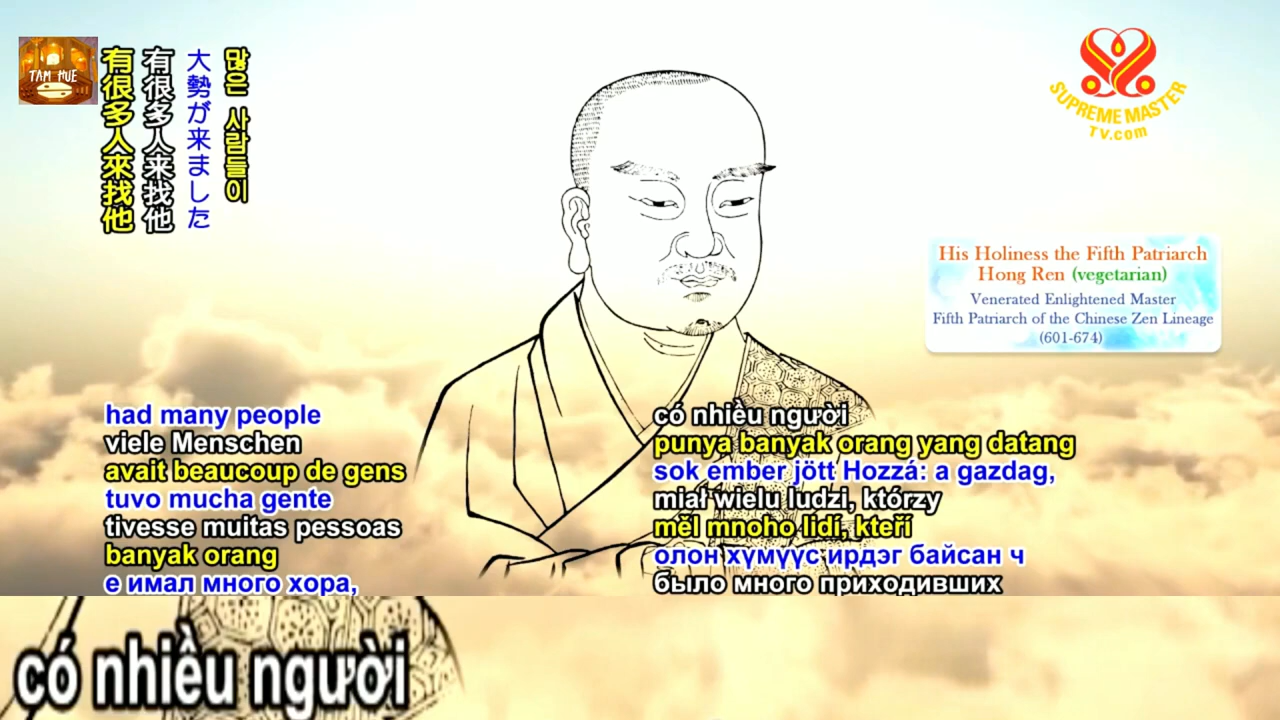 TAM HUE
有很多人來找他
有很多人来找他
大勢が来ました
많은 사람들이
SUPREME MASTER
TV.com
His Holiness the Fifth Patriarch
Hong Ren (vegetarian)
Venerated Enlightened Master
Fifth Patriarch of the Chinese Zen Lineage
(601-674)
had many people
viele Menschen
avait beaucoup de gens
tuvo mucha gente
tivesse muitas pessoas
banyak orang
е имал много хора,
có nhiều người
punya banyak orang yang datang
sok ember jött Hozzá: a gazdag,
miał wielu ludzi, którzy
měl mnoho lidí, kteří
олон хүмүүс ирдэг байсан ч
было много приходивших
có nhiều người